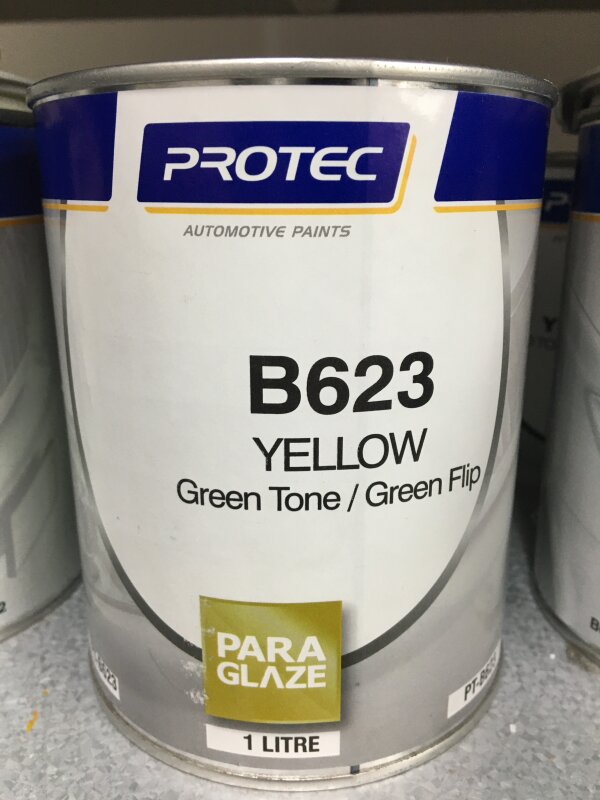 PROTEC
AUTOMOTIVE PAINTS
B623
YELLOW
Green Tone / Green Flip
PARA
GLAZE
1 LITRE